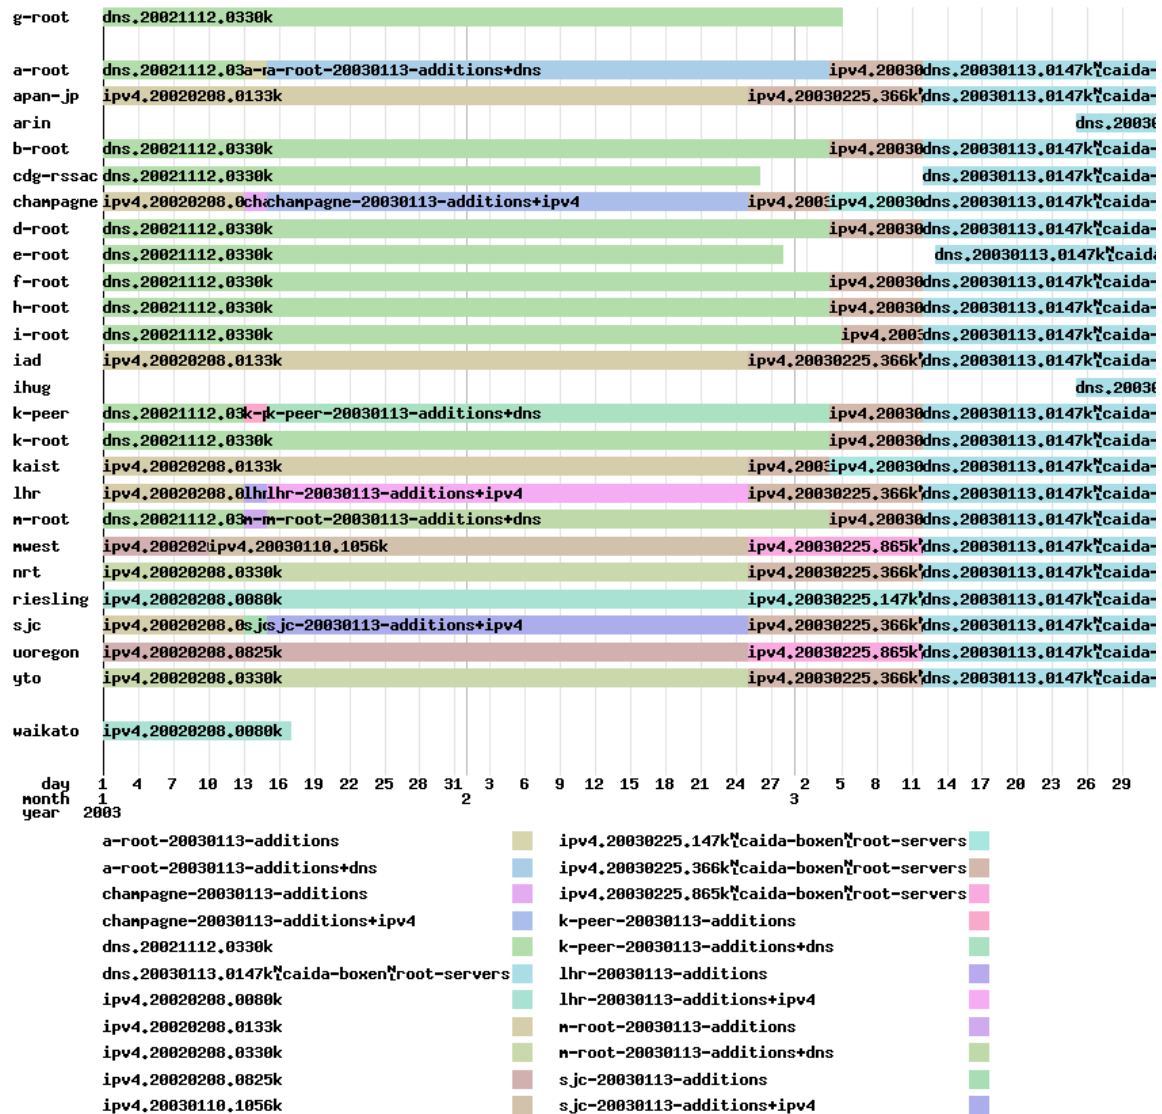 g-root dns.20021112.0330k
a-root dns.20021112.03 a-r a-root-20030113-additions+dns ipv4.20030 dns.20030113.0147k␤caida-
apan-jp ipv4.20020208.0133k ipv4.20030225.366k dns.20030113.0147k␤caida-
arin dns.20030
b-root dns.20021112.0330k ipv4.20030 dns.20030113.0147k␤caida-
cdg-rssac dns.20021112.0330k dns.20030113.0147k␤caida-
champagne ipv4.20020208.0 cha champagne-20030113-additions+ipv4 ipv4.2003 ipv4.20030 dns.20030113.0147k␤caida-
d-root dns.20021112.0330k ipv4.20030 dns.20030113.0147k␤caida-
e-root dns.20021112.0330k dns.20030113.0147k␤caida
f-root dns.20021112.0330k ipv4.20030 dns.20030113.0147k␤caida-
h-root dns.20021112.0330k ipv4.20030 dns.20030113.0147k␤caida-
i-root dns.20021112.0330k ipv4.2003 dns.20030113.0147k␤caida-
iad ipv4.20020208.0133k ipv4.20030225.366k dns.20030113.0147k␤caida-
ihug dns.20030
k-peer dns.20021112.03 k-p k-peer-20030113-additions+dns ipv4.20030 dns.20030113.0147k␤caida-
k-root dns.20021112.0330k ipv4.20030 dns.20030113.0147k␤caida-
kaist ipv4.20020208.0133k ipv4.2003 ipv4.20030 dns.20030113.0147k␤caida-
lhr ipv4.20020208.0 lhr lhr-20030113-additions+ipv4 ipv4.20030225.366k dns.20030113.0147k␤caida-
m-root dns.20021112.03 m-r m-root-20030113-additions+dns ipv4.20030 dns.20030113.0147k␤caida-
mwest ipv4.200202 ipv4.20030110.1056k ipv4.20030225.865k dns.20030113.0147k␤caida-
nrt ipv4.20020208.0330k ipv4.20030225.366k dns.20030113.0147k␤caida-
riesling ipv4.20020208.0080k ipv4.20030225.147k dns.20030113.0147k␤caida-
sjc ipv4.20020208.0 sjc sjc-20030113-additions+ipv4 ipv4.20030225.366k dns.20030113.0147k␤caida-
uoregon ipv4.20020208.0825k ipv4.20030225.865k dns.20030113.0147k␤caida-
yto ipv4.20020208.0330k ipv4.20030225.366k dns.20030113.0147k␤caida-
waikato ipv4.20020208.0080k
day 1 4 7 10 13 16 19 22 25 28 31 3 6 9 12 15 18 21 24 27 2 5 8 11 14 17 20 23 26 29
month 1 2 3
year 2003
a-root-20030113-additions
a-root-20030113-additions+dns
champagne-20030113-additions
champagne-20030113-additions+ipv4
dns.20021112.0330k
dns.20030113.0147k␤caida-boxen␤root-servers
ipv4.20020208.0080k
ipv4.20020208.0133k
ipv4.20020208.0330k
ipv4.20020208.0825k
ipv4.20030110.1056k
ipv4.20030225.147k␤caida-boxen␤root-servers
ipv4.20030225.366k␤caida-boxen␤root-servers
ipv4.20030225.865k␤caida-boxen␤root-servers
k-peer-20030113-additions
k-peer-20030113-additions+dns
lhr-20030113-additions
lhr-20030113-additions+ipv4
m-root-20030113-additions
m-root-20030113-additions+dns
sjc-20030113-additions
sjc-20030113-additions+ipv4